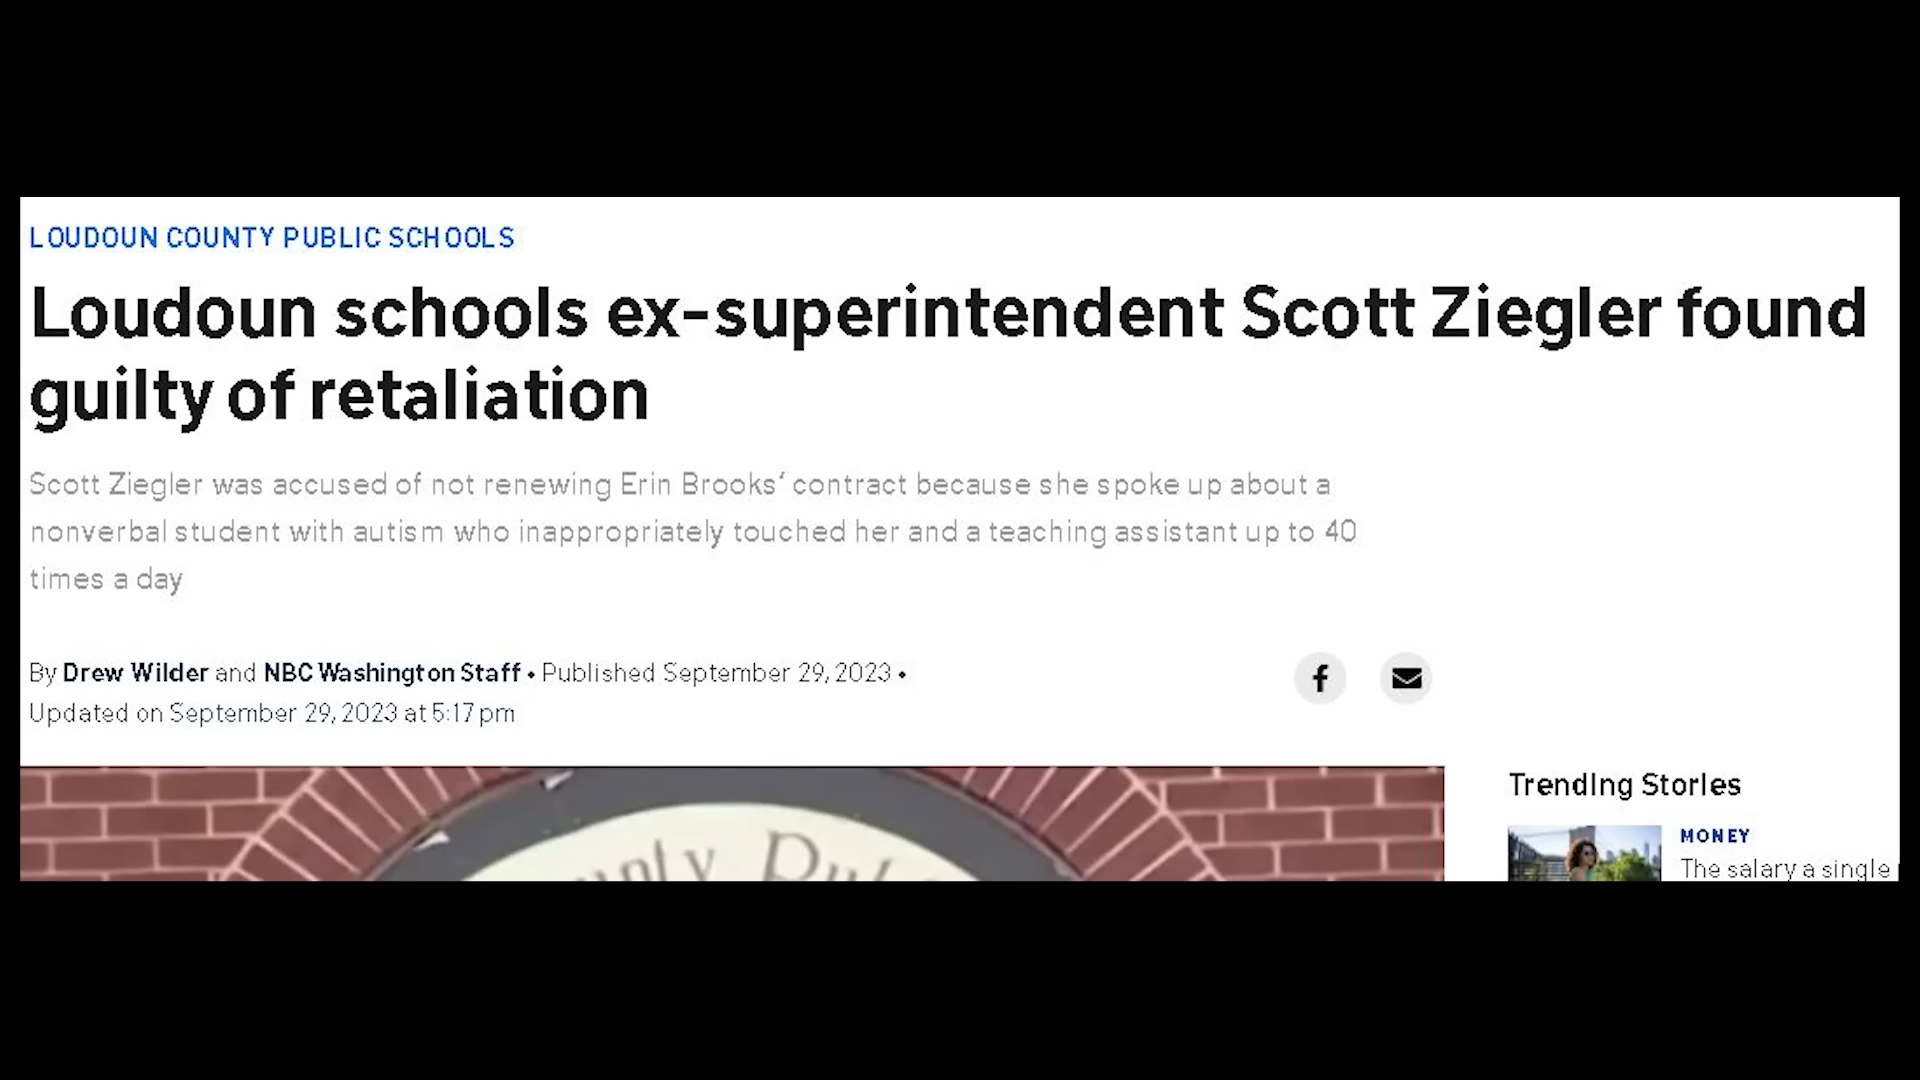 LOUDOUN COUNTY PUBLIC SCHOOLS
Loudoun schools ex-superintendent Scott Ziegler found
guilty of retaliation
Scott Ziegler was accused of not renewing Erin Brooks' contract because she spoke up about a
nonverbal student with autism who inappropriately touched her and a teaching assistant up to 40
times a day
By Drew Wilder and NBC Washington Staff • Published September 29, 2023 •
Updated on September 29, 2023 at 5:17 pm
Trending Stories
MONEY
The salary a single